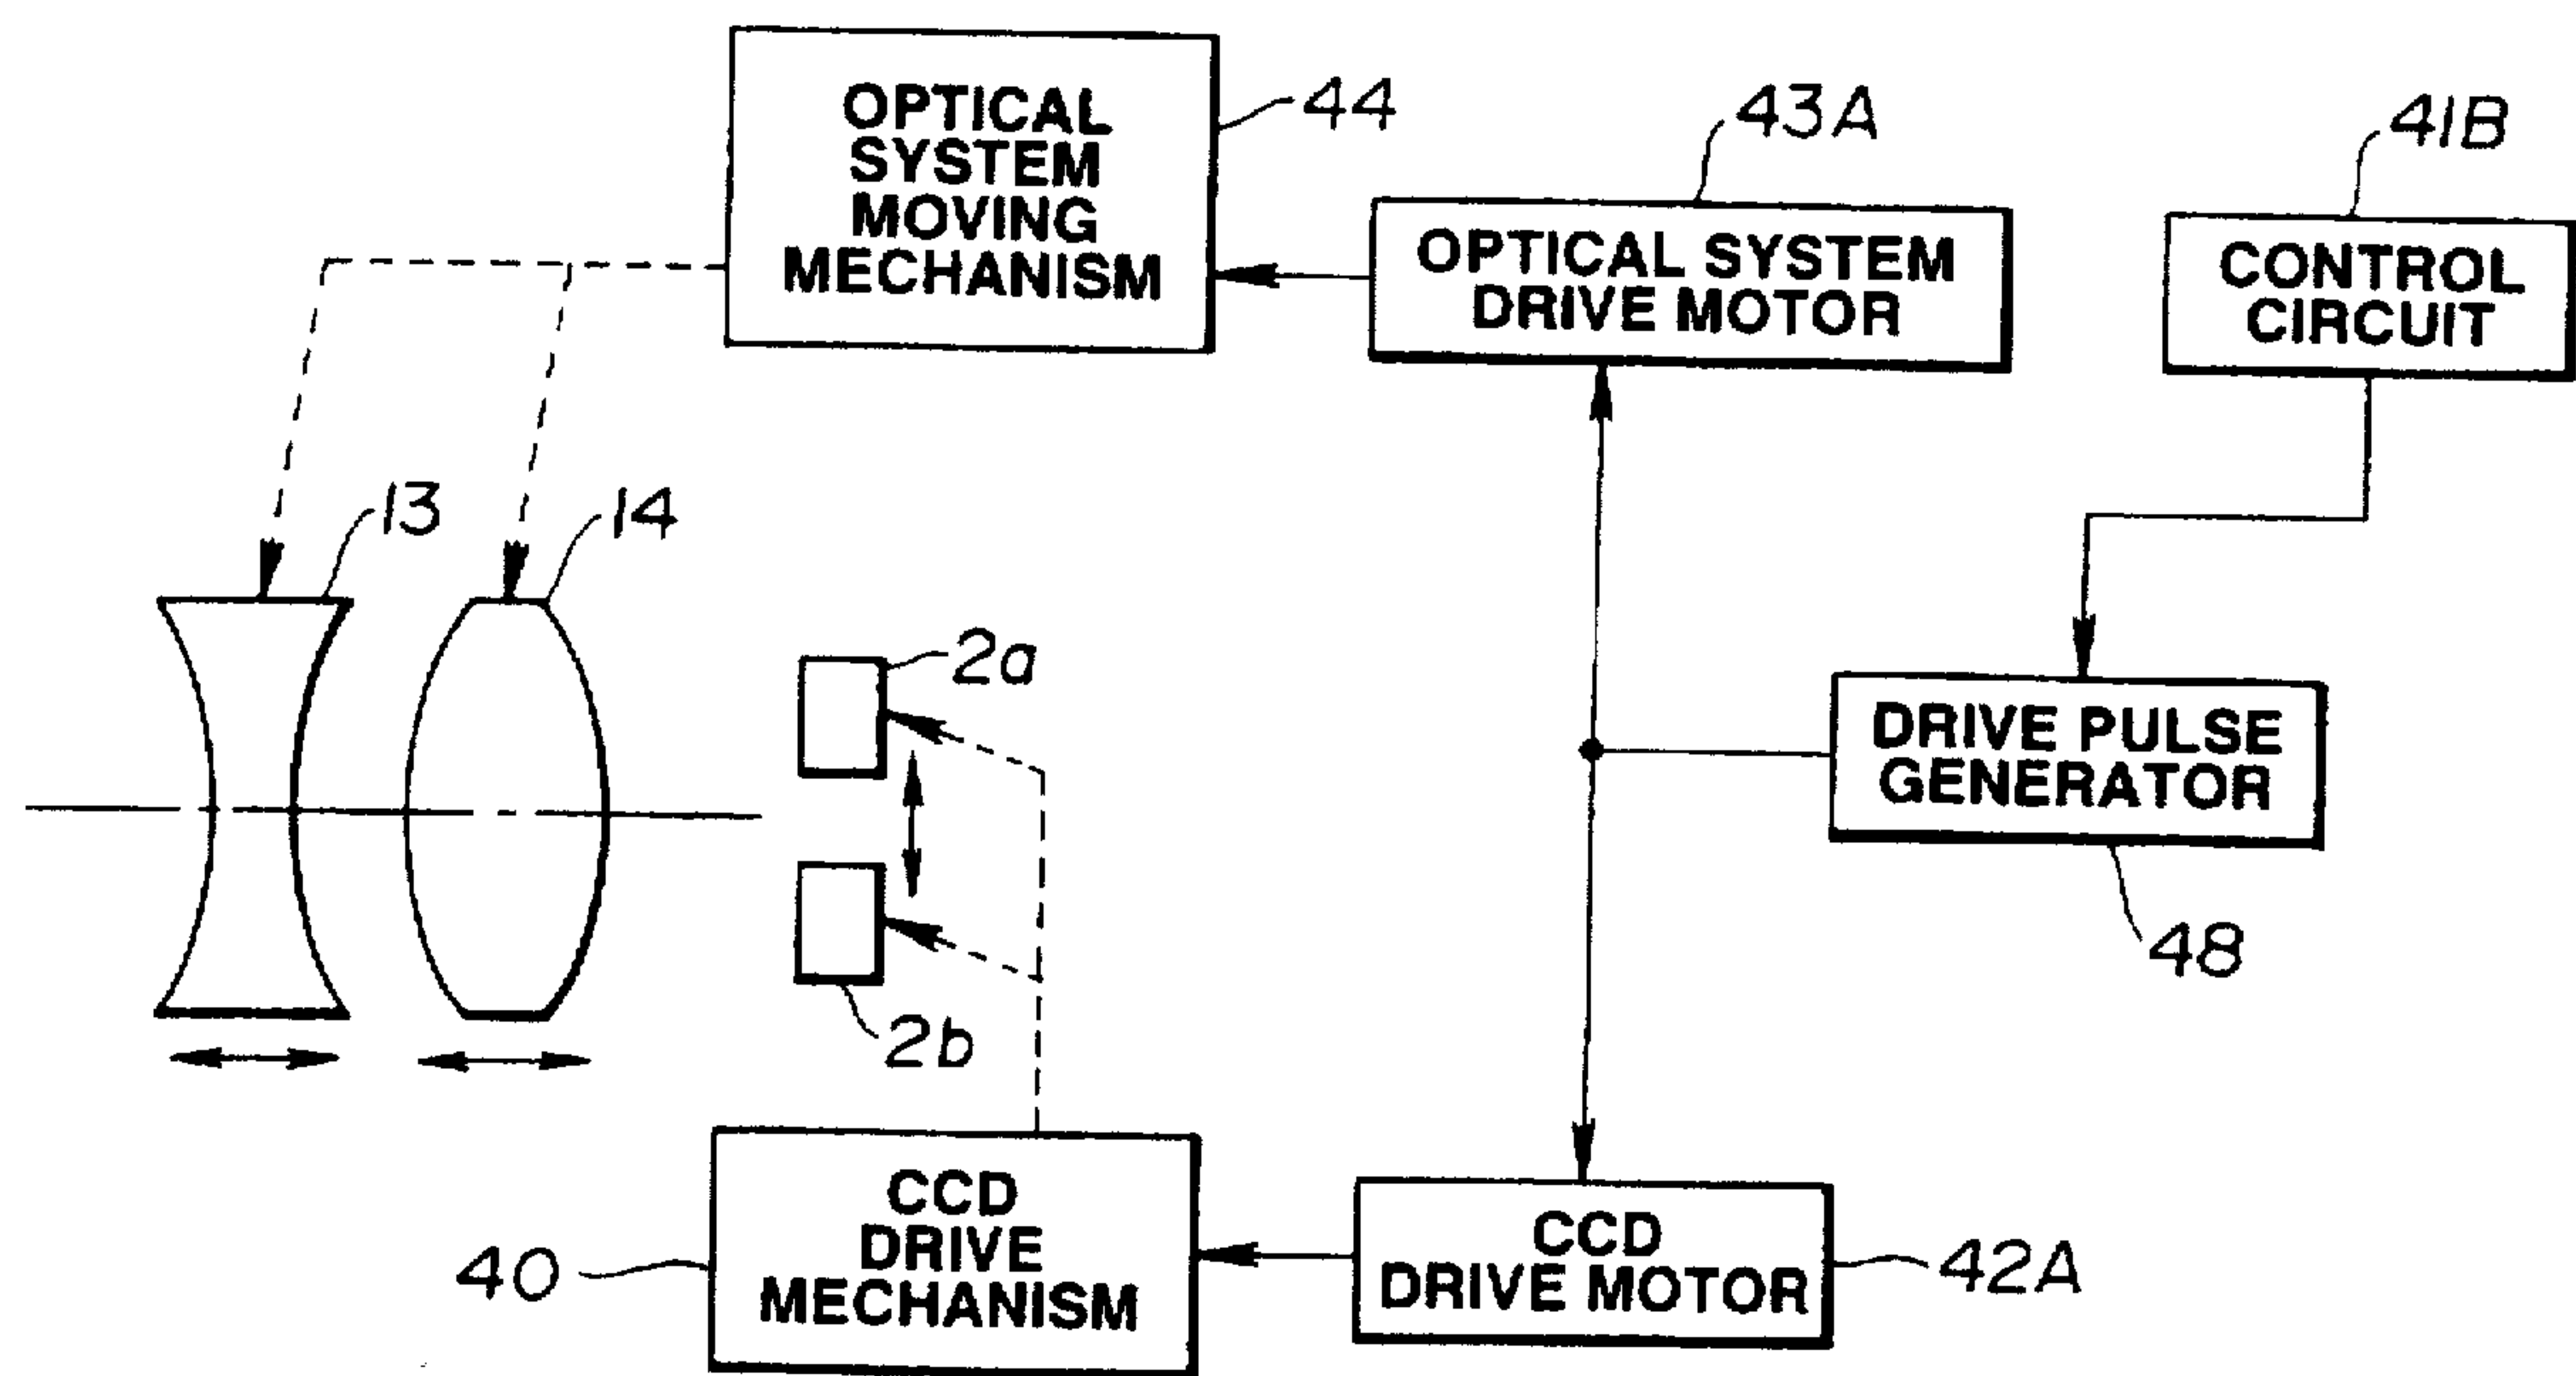 OPTICAL
SYSTEM
MOVING
MECHANISM
44
43A
OPTICAL SYSTEM
DRIVE MOTOR
41B
CONTROL
CIRCUIT
13
14
2a
2b
DRIVE PULSE
GENERATOR
48
CCD
DRIVE
MECHANISM
40
CCD
DRIVE MOTOR
42A